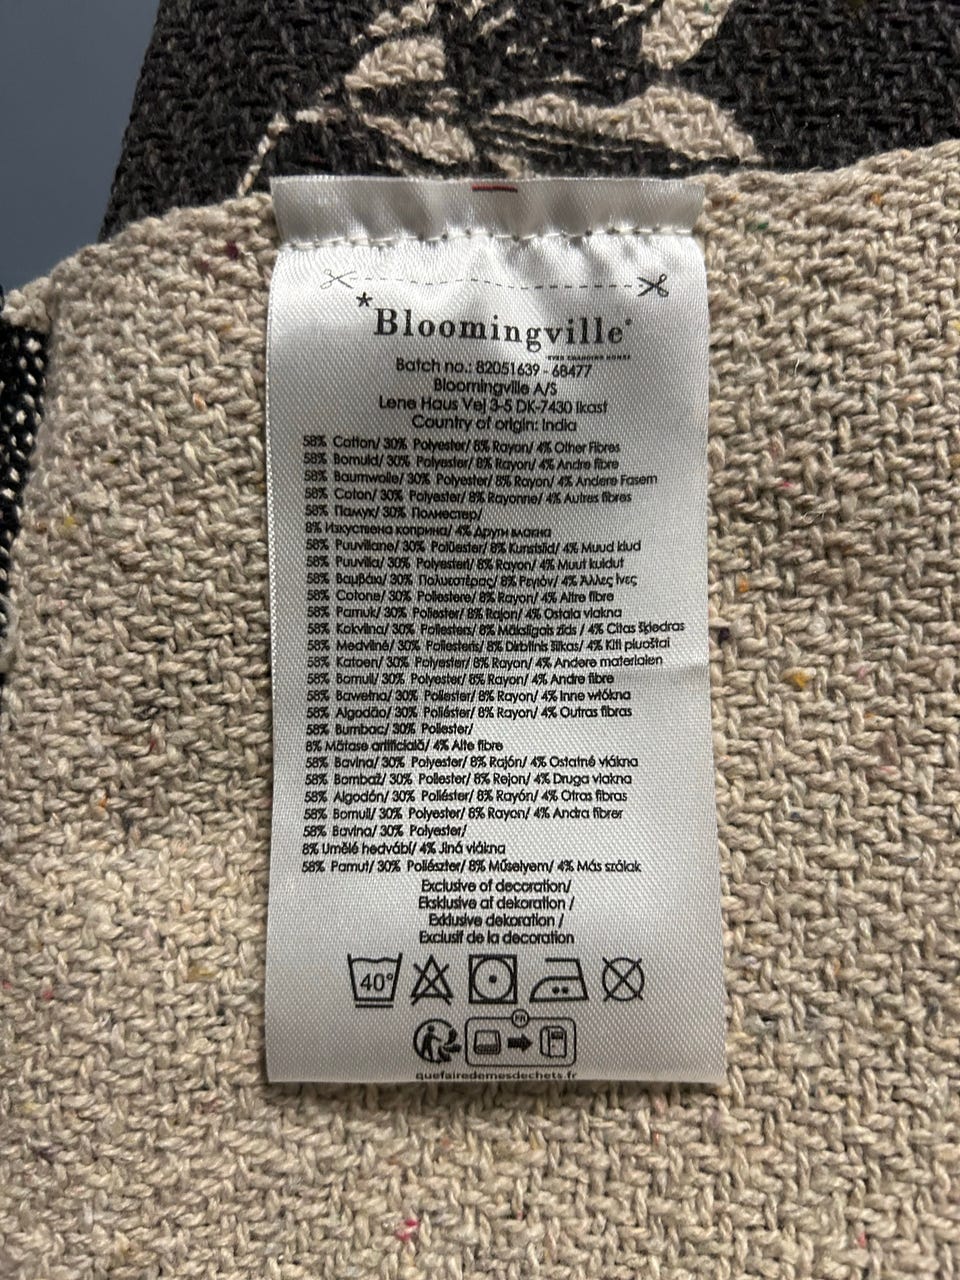 *Bloomingville®
EVER CHANGING HOMES
Batch no.: 82051639 - 68477
Bloomingville A/S
Lene Haus Vej 3-5 DK-7430 Ikast
Country of origin: India
58% Cotton/ 30% Polyester/ 8% Rayon/ 4% Other Fibres
58% Bomuld/ 30% Polyester/ 8% Rayon/ 4% Andre fibre
58% Baumwolle/ 30% Polyester/ 8% Rayon/ 4% Andere Fasern
58% Coton/ 30% Polyester/ 8% Rayonne/ 4% Autres fibres
58% Памук/ 30% Полиестер/
8% Изкуствена коприна/ 4% Други влакна
58% Puuvillane/ 30% Polüester/ 8% Kunstsiid/ 4% Muud kiud
58% Puuvilla/ 30% Polyesteri/ 8% Rayon/ 4% Muut kuidut
58% Βαμβάκι/ 30% Πολυεστέρας/ 8% Ρεγιόν/ 4% Άλλες ίνες
58% Cotone/ 30% Poliestere/ 8% Rayon/ 4% Altre fibre
58% Pamuk/ 30% Poliester/ 8% Rajon/ 4% Ostala vlakna
58% Kokvilna/ 30% Poliesters/ 8% Mākslīgais zīds / 4% Citas šķiedras
58% Medvilnė/ 30% Poliesteris/ 8% Dirbtinis šilkas/ 4% Kiti pluoštai
58% Katoen/ 30% Polyester/ 8% Rayon/ 4% Andere materialen
58% Bomull/ 30% Polyester/ 8% Rayon/ 4% Andre fibre
58% Bawełna/ 30% Poliester/ 8% Rayon/ 4% Inne włókna
58% Algodão/ 30% Poliéster/ 8% Rayon/ 4% Outras fibras
58% Bumbac/ 30% Poliester/
8% Mătase artificială/ 4% Alte fibre
58% Bavlna/ 30% Polyester/ 8% Rajón/ 4% Ostatné vlákna
58% Bombaž/ 30% Poliester/ 8% Rejon/ 4% Druga vlakna
58% Algodón/ 30% Poliéster/ 8% Rayón/ 4% Otras fibras
58% Bomull/ 30% Polyester/ 8% Rayon/ 4% Andra fibrer
58% Bavlna/ 30% Polyester/
8% Umělé hedvábí/ 4% Jiná vlákna
58% Pamut/ 30% Poliészter/ 8% Műselyem/ 4% Más szálak
Exclusive of decoration/
Eksklusive af dekoration /
Exklusive dekoration /
Exclusif de la decoration
40°
FR
quefairedemesdechets.fr